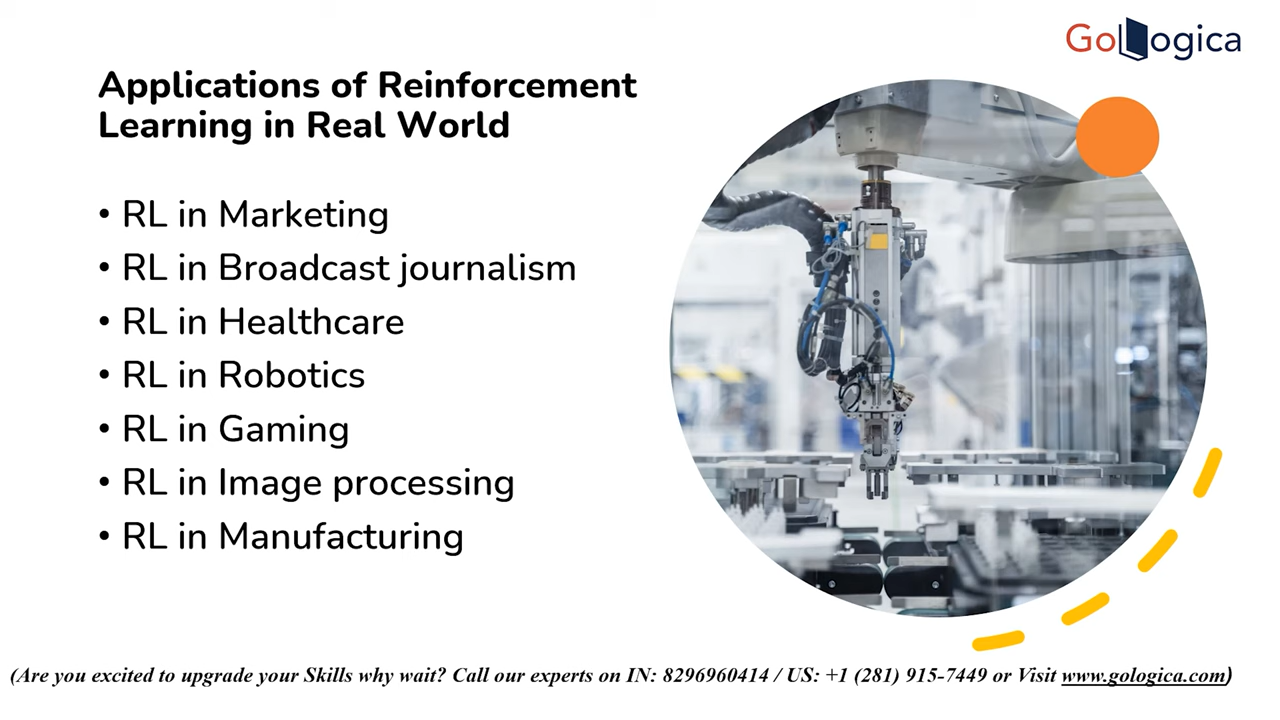 GoLogica
Applications of Reinforcement
Learning in Real World
• RL in Marketing
• RL in Broadcast journalism
• RL in Healthcare
• RL in Robotics
• RL in Gaming
• RL in Image processing
• RL in Manufacturing
(Are you excited to upgrade your Skills why wait? Call our experts on IN: 8296960414 / US: +1 (281) 915-7449 or Visit www.gologica.com)